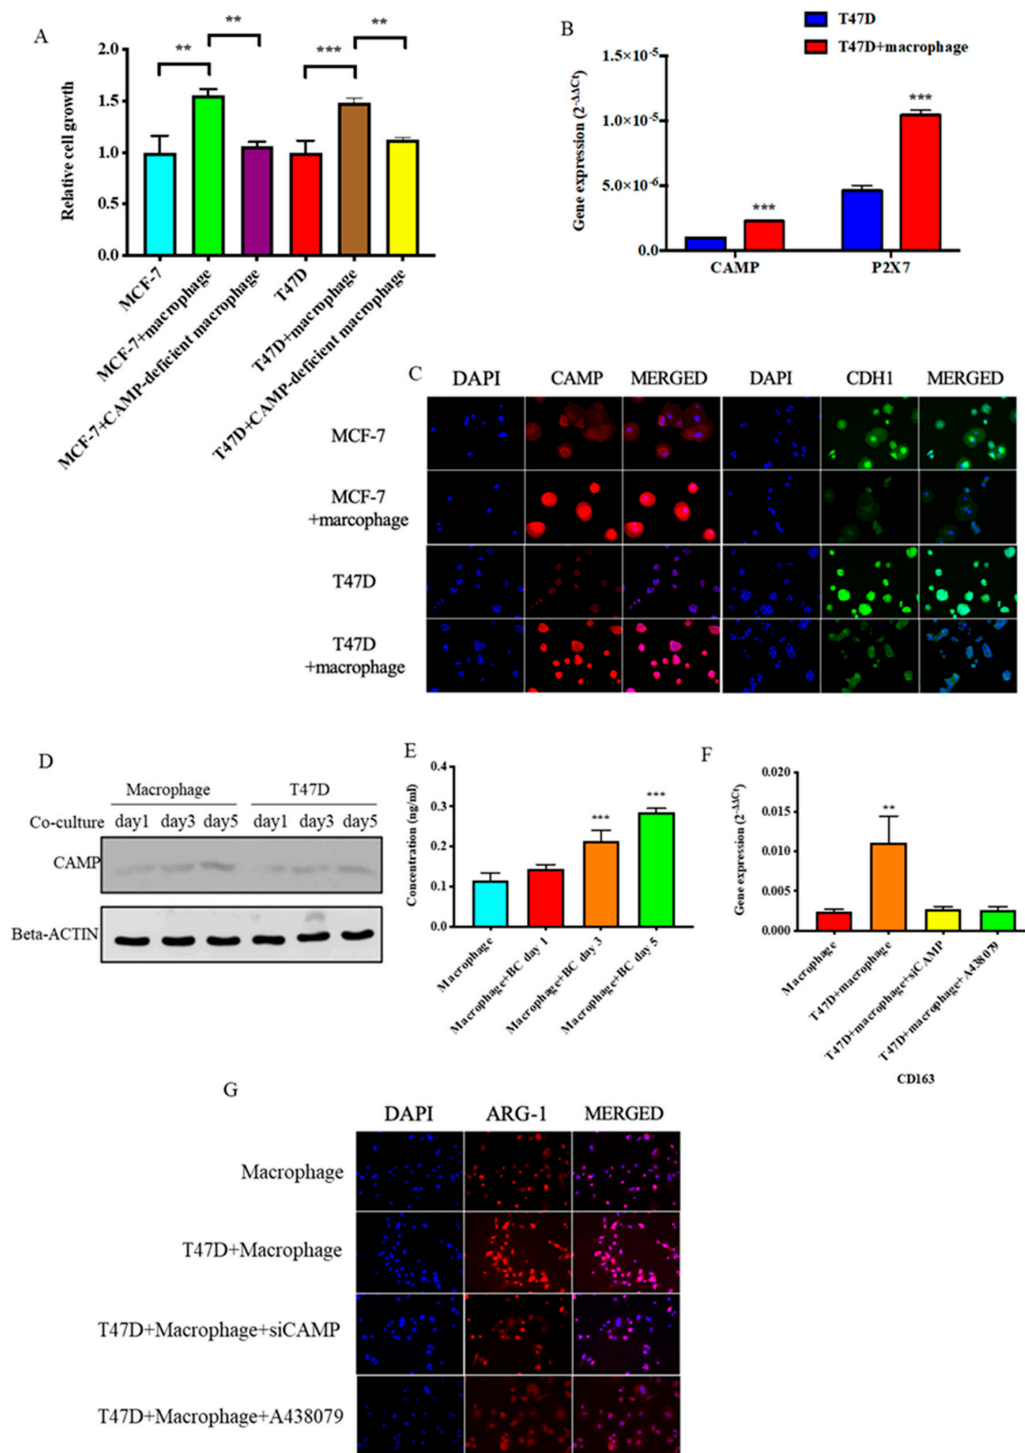 A
Relative cell growth
2.0
1.5
1.0
0.5
0.0
**
**
***
**
MCF-7
MCF-7+macrophage
MCF-7+CAMP-deficient macrophage
T47D
T47D+macrophage
T47D+CAMP-deficient macrophage
B
T47D
T47D+macrophage
Gene expression (2^-ΔΔCt)
1.5×10^-5
1.0×10^-5
5.0×10^-6
0.0
***
***
CAMP
P2X7
C
DAPI CAMP MERGED DAPI CDH1 MERGED
MCF-7
MCF-7
+marcophage
T47D
T47D
+macrophage
D
Macrophage T47D
Co-culture day1 day3 day5 day1 day3 day5
CAMP
Beta-ACTIN
E
Concentration (ng/ml)
0.4
0.3
0.2
0.1
0.0
***
***
Macrophage
Macrophage+BC day 1
Macrophage+BC day 3
Macrophage+BC day 5
F
Gene expression (2^-ΔΔCt)
0.020
0.015
0.010
0.005
0.000
**
Macrophage
T47D+macrophage
T47D+macrophage+siCAMP
T47D+macrophage+A438079
CD163
G
DAPI ARG-1 MERGED
Macrophage
T47D+Macrophage
T47D+Macrophage+siCAMP
T47D+Macrophage+A438079